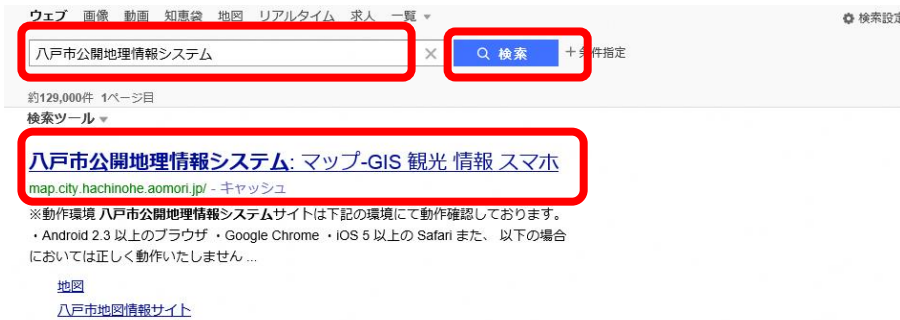 ウェブ 画像 動画 知恵袋 地図 リアルタイム 求人 一覧 ▼
検索設定
八戸市公開地理情報システム × 検索 +条件指定
約129,000件 1ページ目
検索ツール ▼
八戸市公開地理情報システム: マップ-GIS 観光 情報 スマホ
map.city.hachinohe.aomori.jp/ - キャッシュ
※動作環境 八戸市公開地理情報システムサイトは下記の環境にて動作確認しております。
・Android 2.3 以上のブラウザ ・Google Chrome ・iOS 5 以上の Safari また、 以下の場合
においては正しく動作いたしません ...
地図
八戸市地図情報サイト